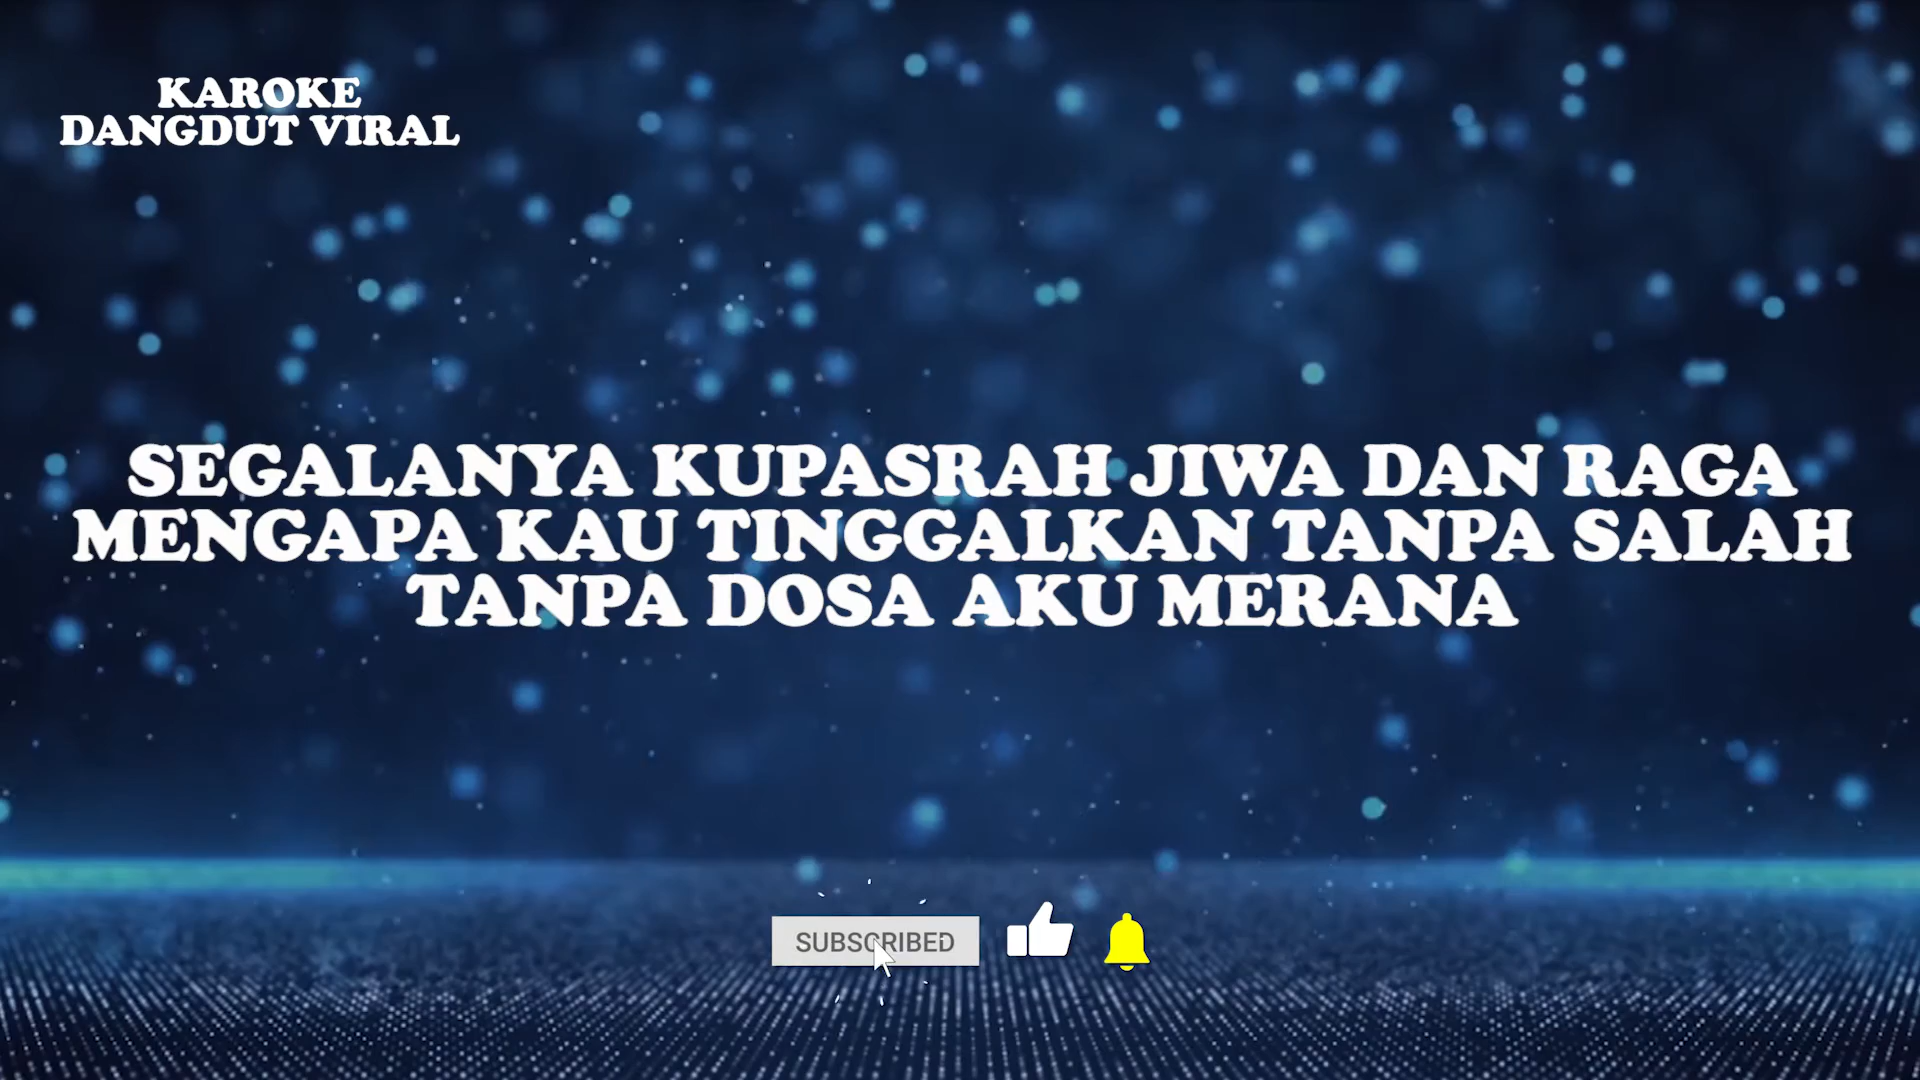 KAROKE
DANGDUT VIRAL
SEGALANYA KUPASRAH JIWA DAN RAGA
MENGAPA KAU TINGGALKAN TANPA SALAH
TANPA DOSA AKU MERANA
SUBSCRIBED